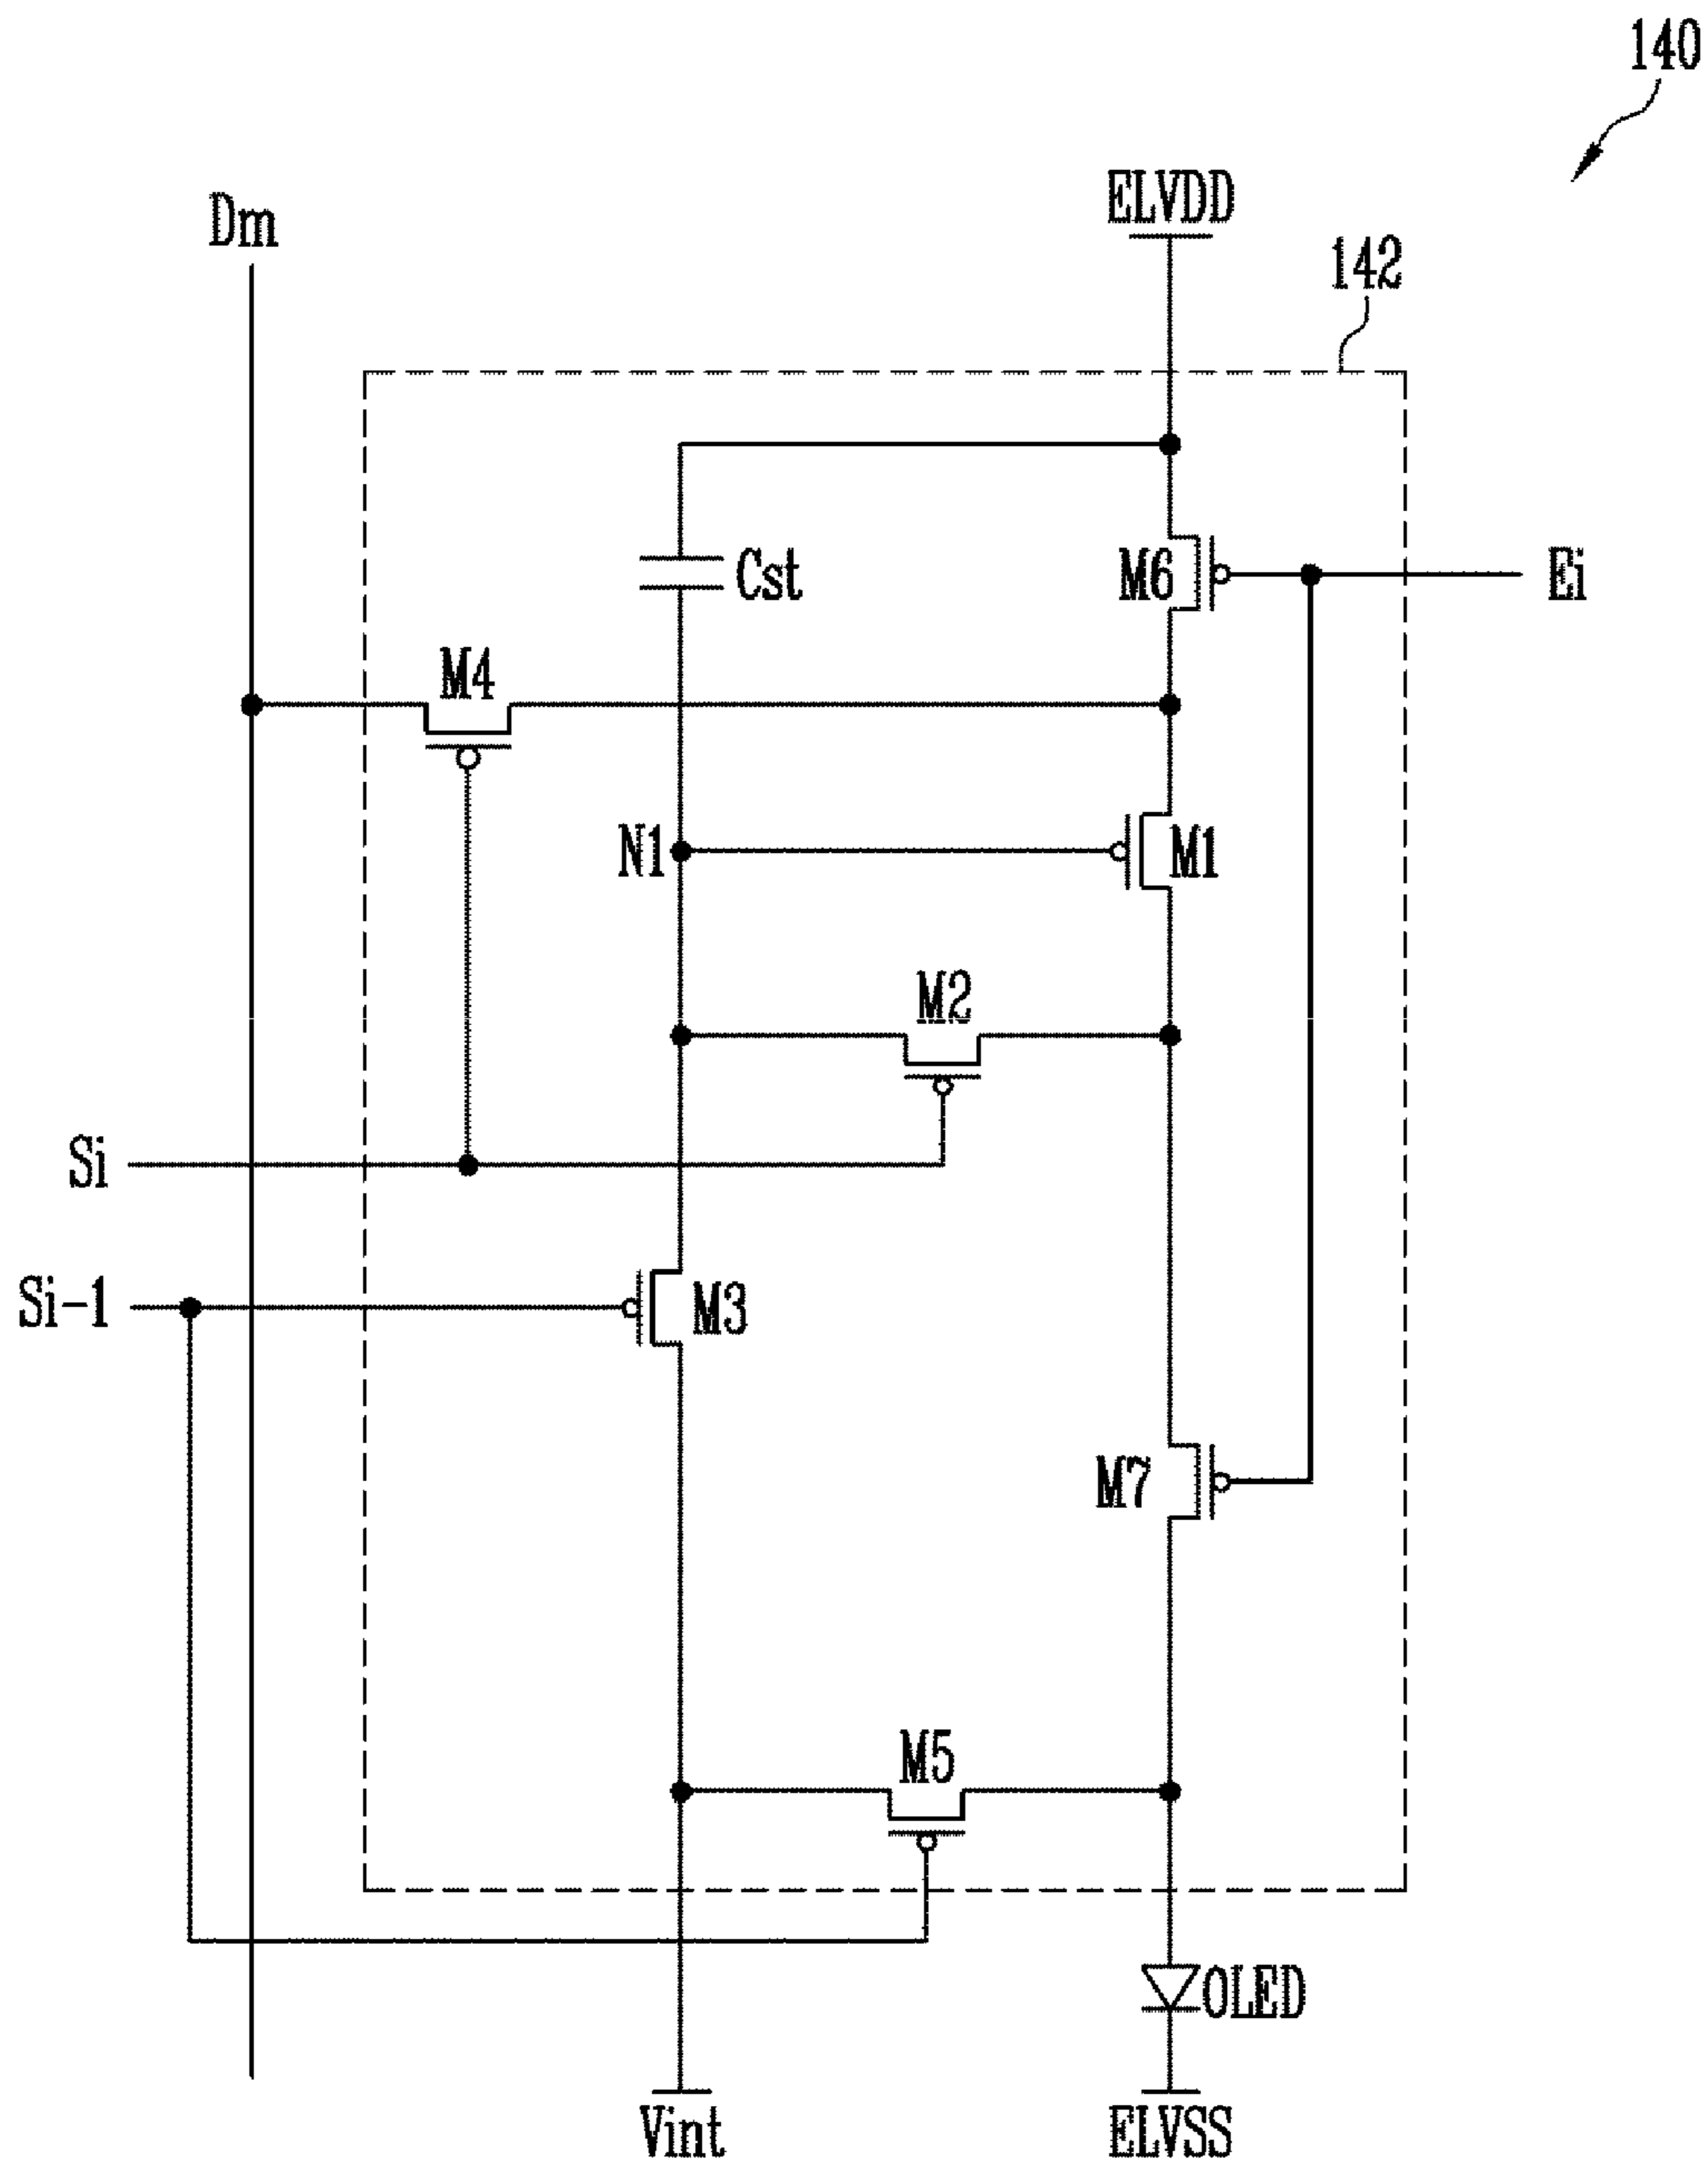 140
ELVDD
Dm
142
Cst
M6
Ei
M4
N1
M1
M2
Si
Si-1
M3
M7
M5
OLED
Vint
ELVSS